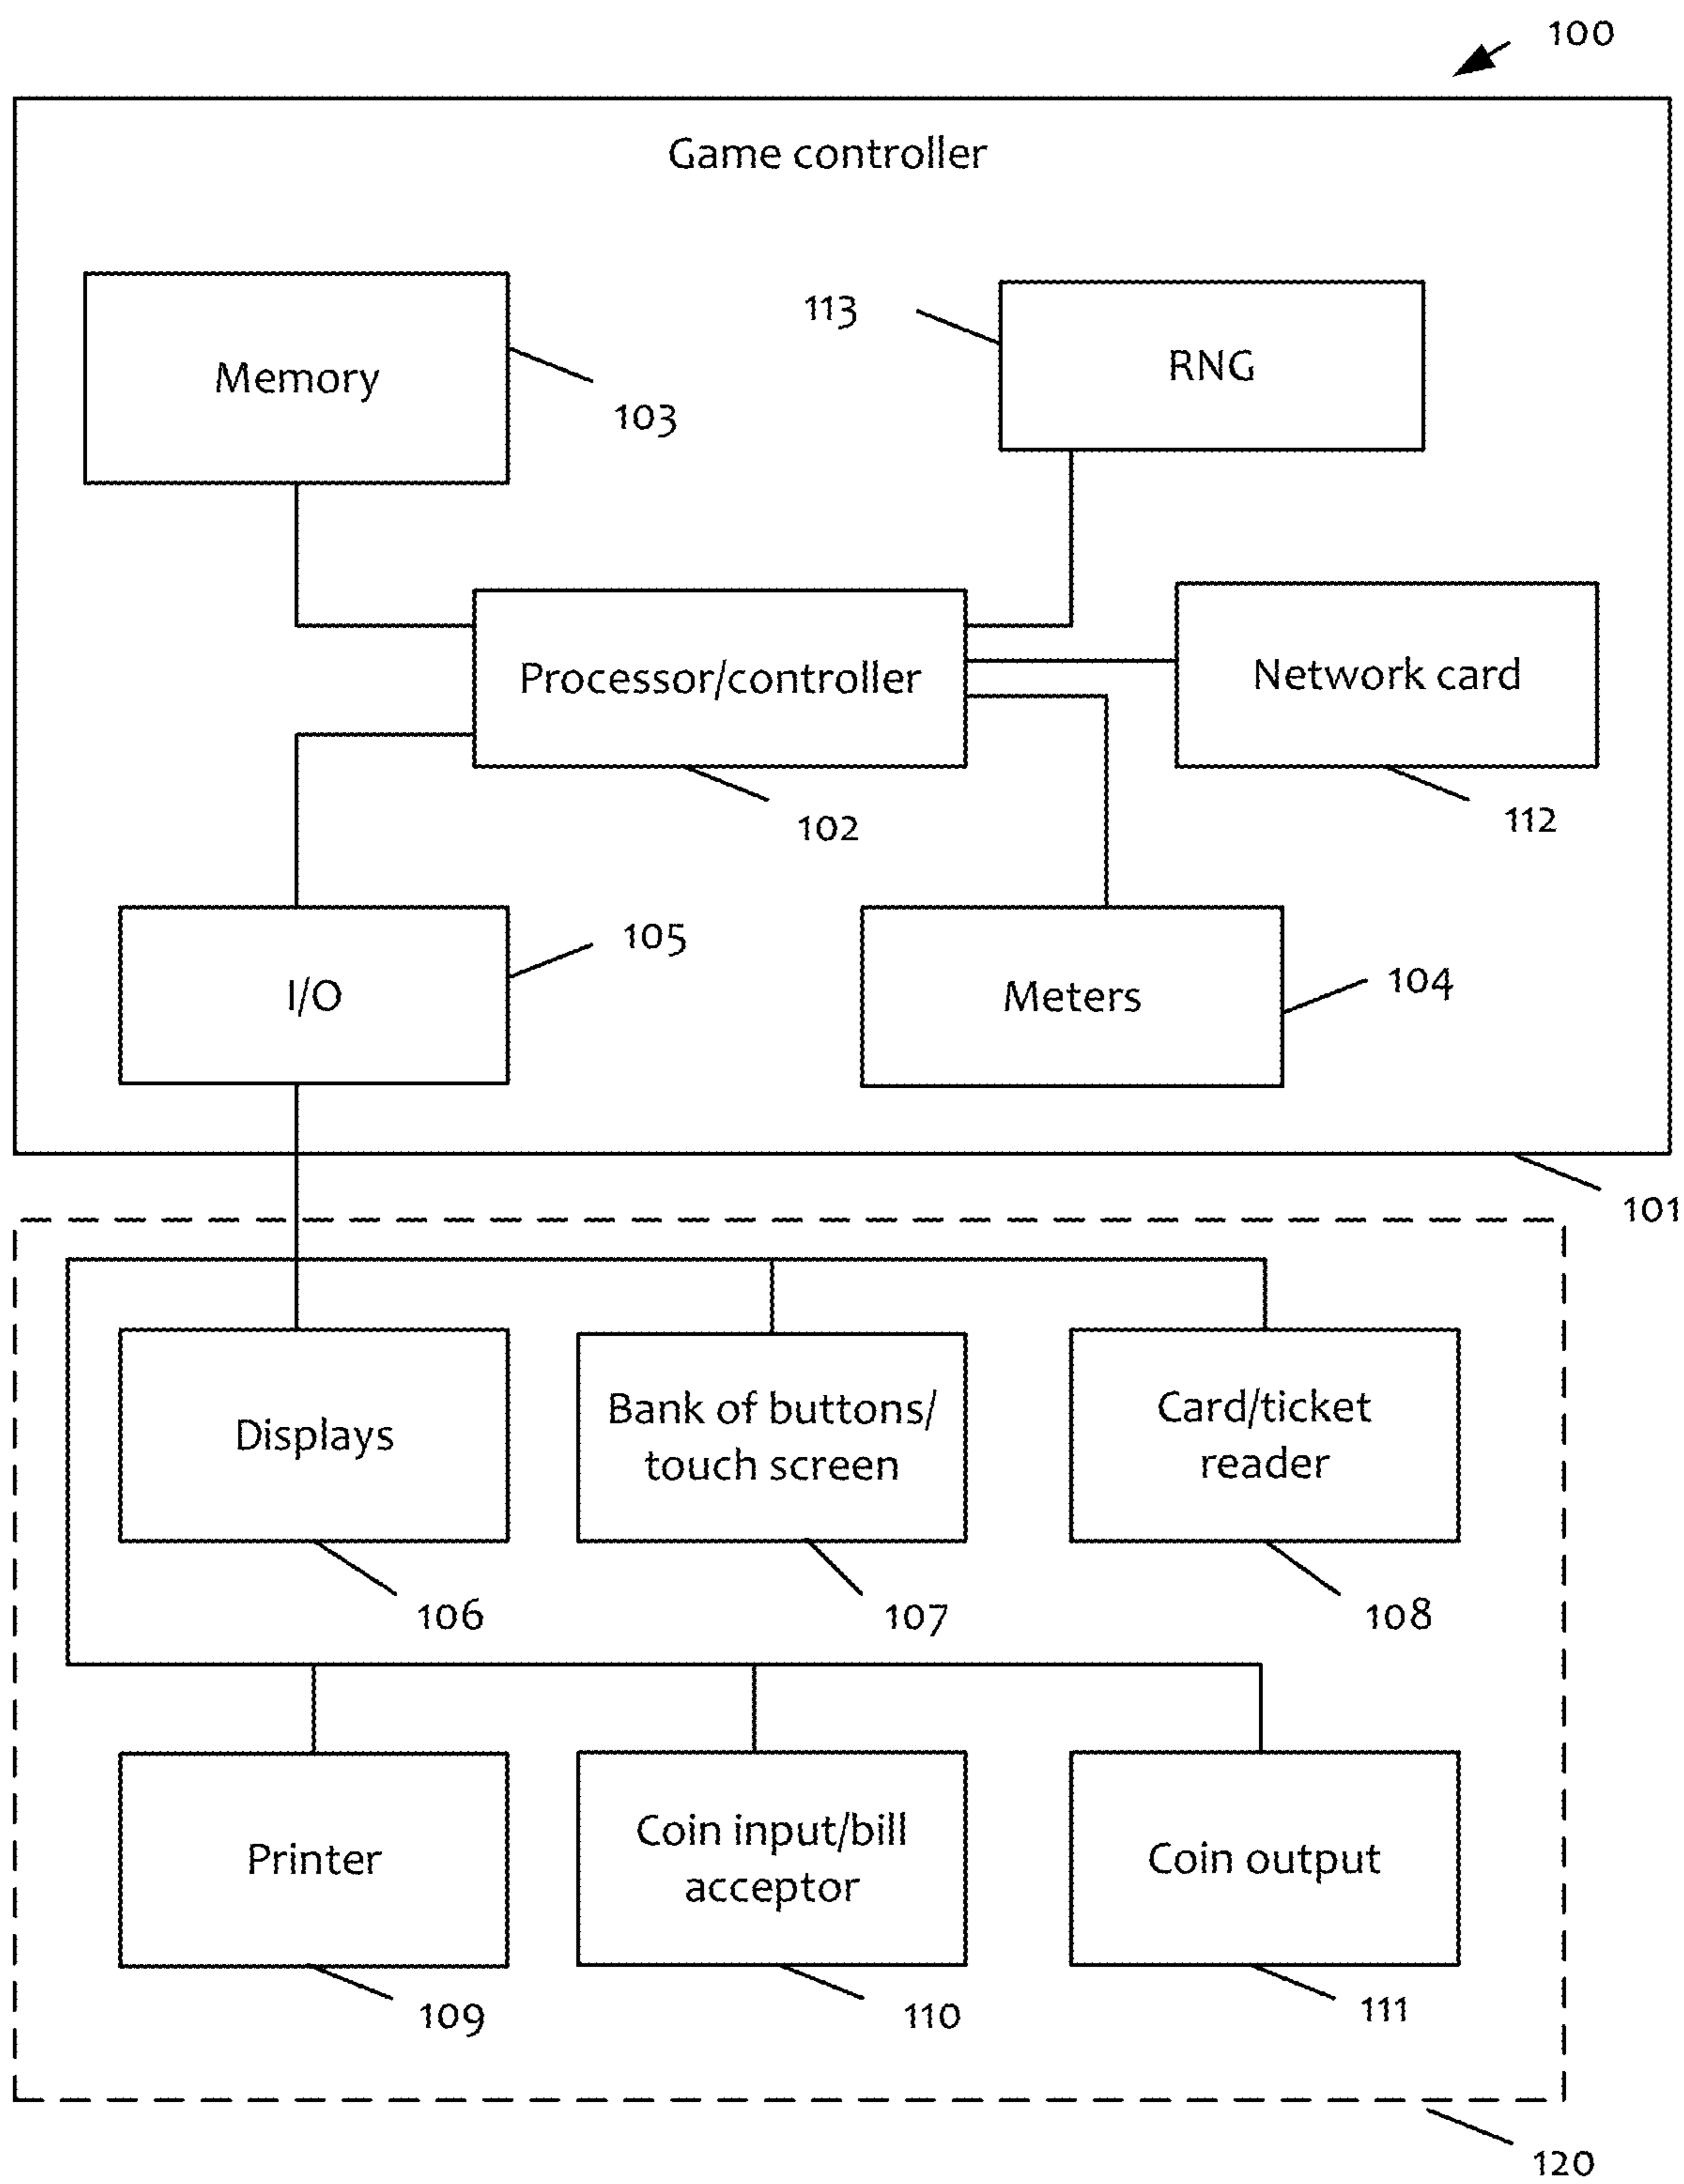 100
Game controller
113
RNG
Memory
103
Processor/controller
Network card
102
112
105
I/O
Meters
104
101
Displays
Bank of buttons/
touch screen
Card/ticket
reader
106
107
108
Printer
Coin input/bill
acceptor
Coin output
109
110
111
120